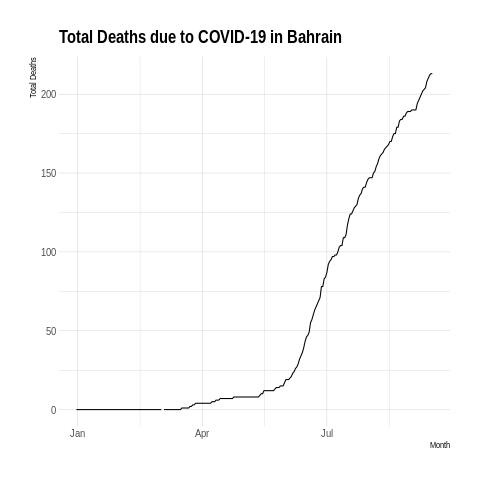 Total Deaths due to COVID-19 in Bahrain
Total Deaths
200
150
100
50
0
Jan
Apr
Jul
Month